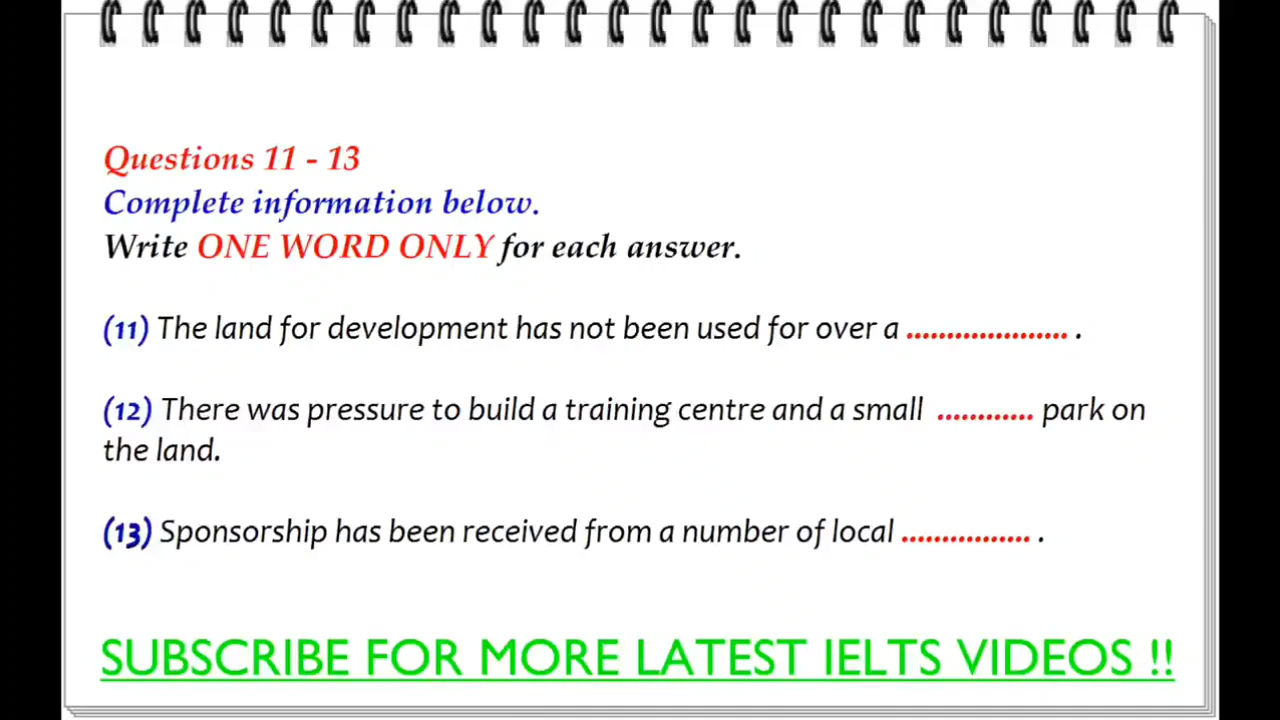 Questions 11 - 13
Complete information below.
Write ONE WORD ONLY for each answer.
(11) The land for development has not been used for over a .................... .
(12) There was pressure to build a training centre and a small ............ park on
the land.
(13) Sponsorship has been received from a number of local ................ .
SUBSCRIBE FOR MORE LATEST IELTS VIDEOS !!